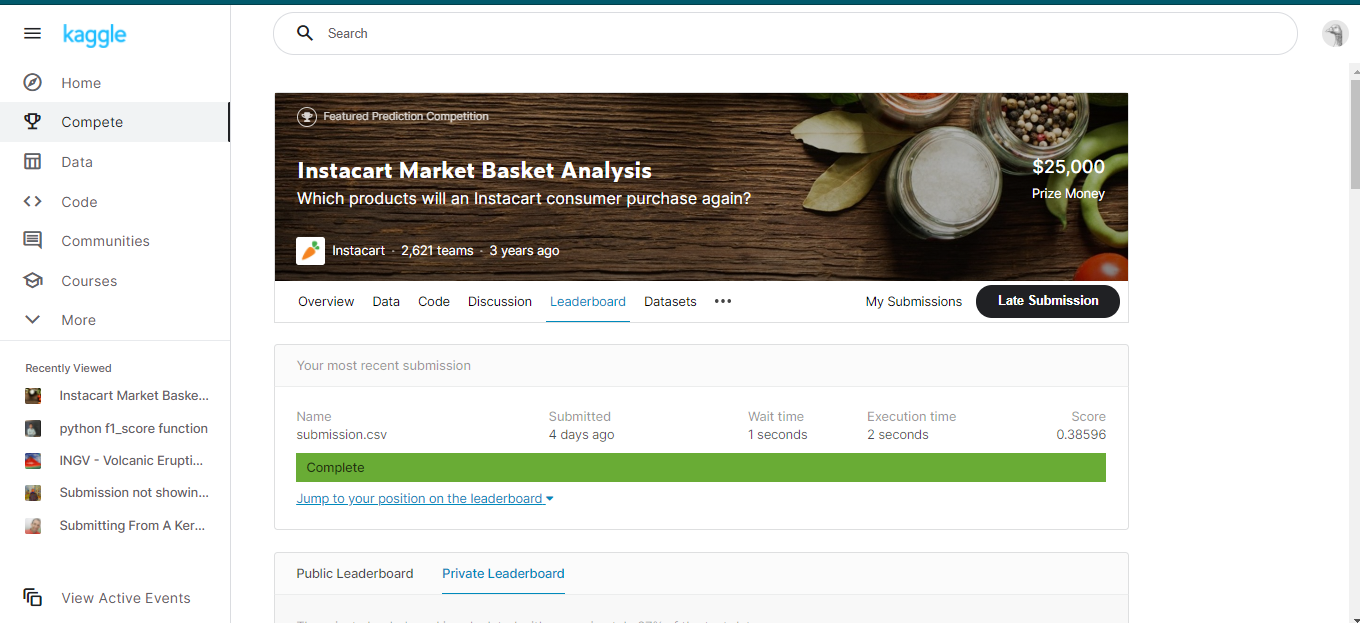 kaggle
Search
Home
Compete
Data
Code
Communities
Courses
More
Recently Viewed
Instacart Market Baske...
python f1_score function
INGV - Volcanic Erupti...
Submission not showin...
Submitting From A Ker...
View Active Events
Featured Prediction Competition
Instacart Market Basket Analysis
Which products will an Instacart consumer purchase again?
$25,000
Prize Money
Instacart · 2,621 teams · 3 years ago
Overview Data Code Discussion Leaderboard Datasets ••• My Submissions Late Submission
Your most recent submission
Name Submitted Wait time Execution time Score
submission.csv 4 days ago 1 seconds 2 seconds 0.38596
Complete
Jump to your position on the leaderboard
Public Leaderboard Private Leaderboard